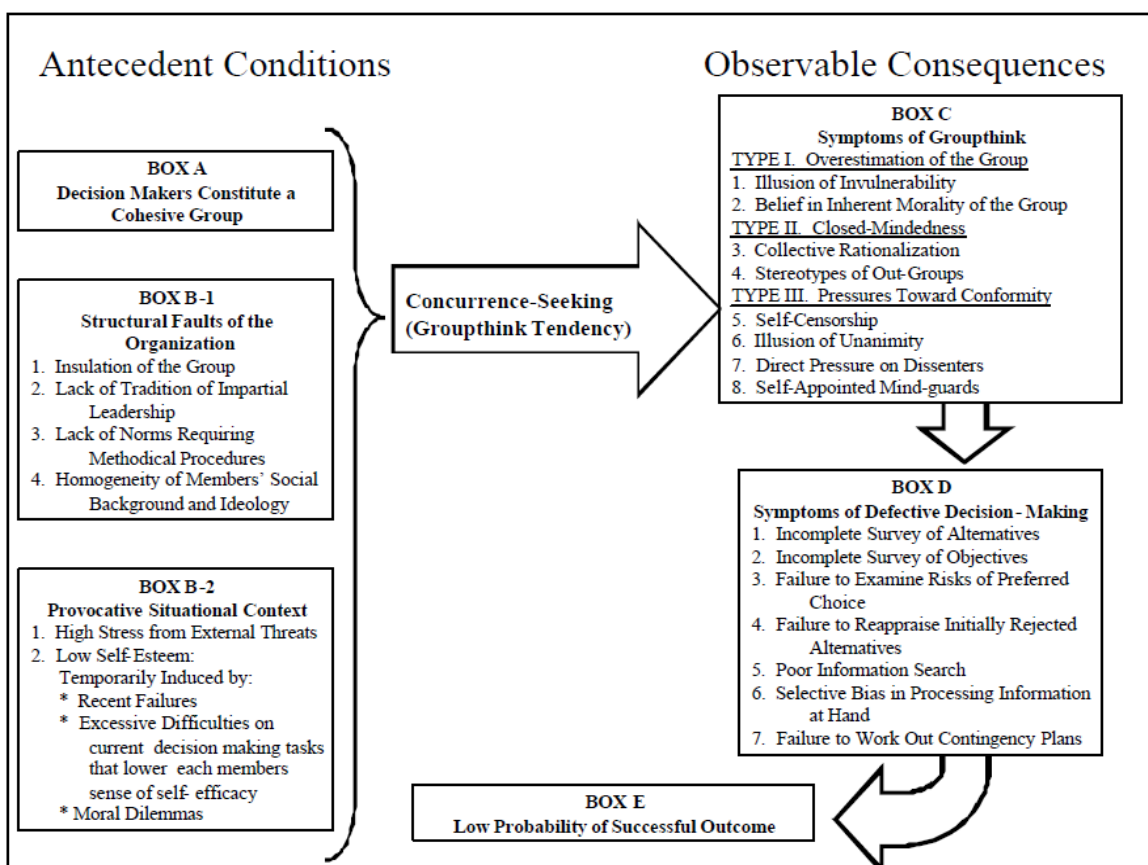 Antecedent Conditions
Observable Consequences
BOX A
Decision Makers Constitute a
Cohesive Group
BOX B-1
Structural Faults of the
Organization
1. Insulation of the Group
2. Lack of Tradition of Impartial
Leadership
3. Lack of Norms Requiring
Methodical Procedures
4. Homogeneity of Members’ Social
Background and Ideology
BOX B-2
Provocative Situational Context
1. High Stress from External Threats
2. Low Self-Esteem:
Temporarily Induced by:
* Recent Failures
* Excessive Difficulties on
current decision making tasks
that lower each members
sense of self- efficacy
* Moral Dilemmas
Concurrence-Seeking
(Groupthink Tendency)
BOX C
Symptoms of Groupthink
TYPE I. Overestimation of the Group
1. Illusion of Invulnerability
2. Belief in Inherent Morality of the Group
TYPE II. Closed-Mindedness
3. Collective Rationalization
4. Stereotypes of Out-Groups
TYPE III. Pressures Toward Conformity
5. Self-Censorship
6. Illusion of Unanimity
7. Direct Pressure on Dissenters
8. Self-Appointed Mind-guards
BOX D
Symptoms of Defective Decision - Making
1. Incomplete Survey of Alternatives
2. Incomplete Survey of Objectives
3. Failure to Examine Risks of Preferred
Choice
4. Failure to Reappraise Initially Rejected
Alternatives
5. Poor Information Search
6. Selective Bias in Processing Information
at Hand
7. Failure to Work Out Contingency Plans
BOX E
Low Probability of Successful Outcome